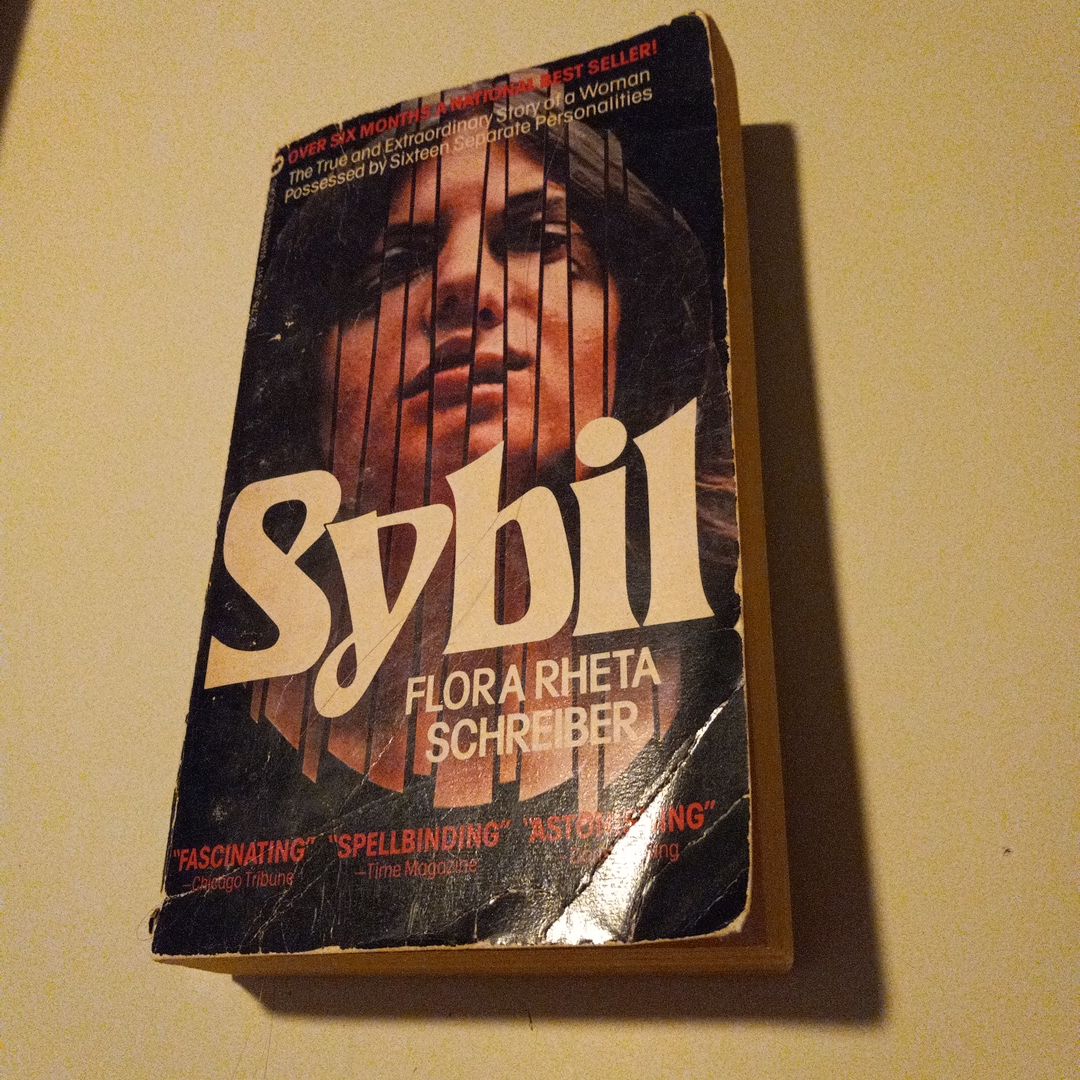 OVER SIX MONTHS A NATIONAL BEST SELLER!
The True and Extraordinary Story of a Woman
Possessed by Sixteen Separate Personalities
Sybil
FLORA RHETA
SCHREIBER
"FASCINATING" "SPELLBINDING" "ASTONISHING"
—Chicago Tribune —Time Magazine